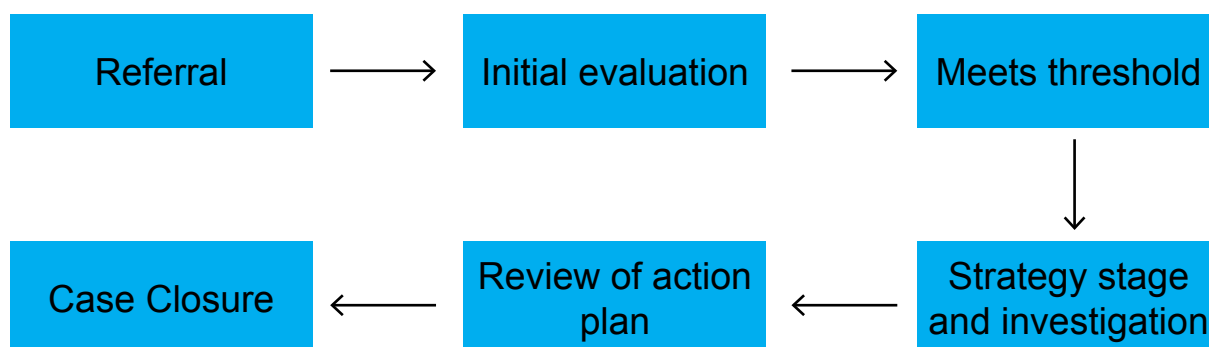 Referral
Initial evaluation
Meets threshold
Strategy stage
and investigation
Review of action
plan
Case Closure